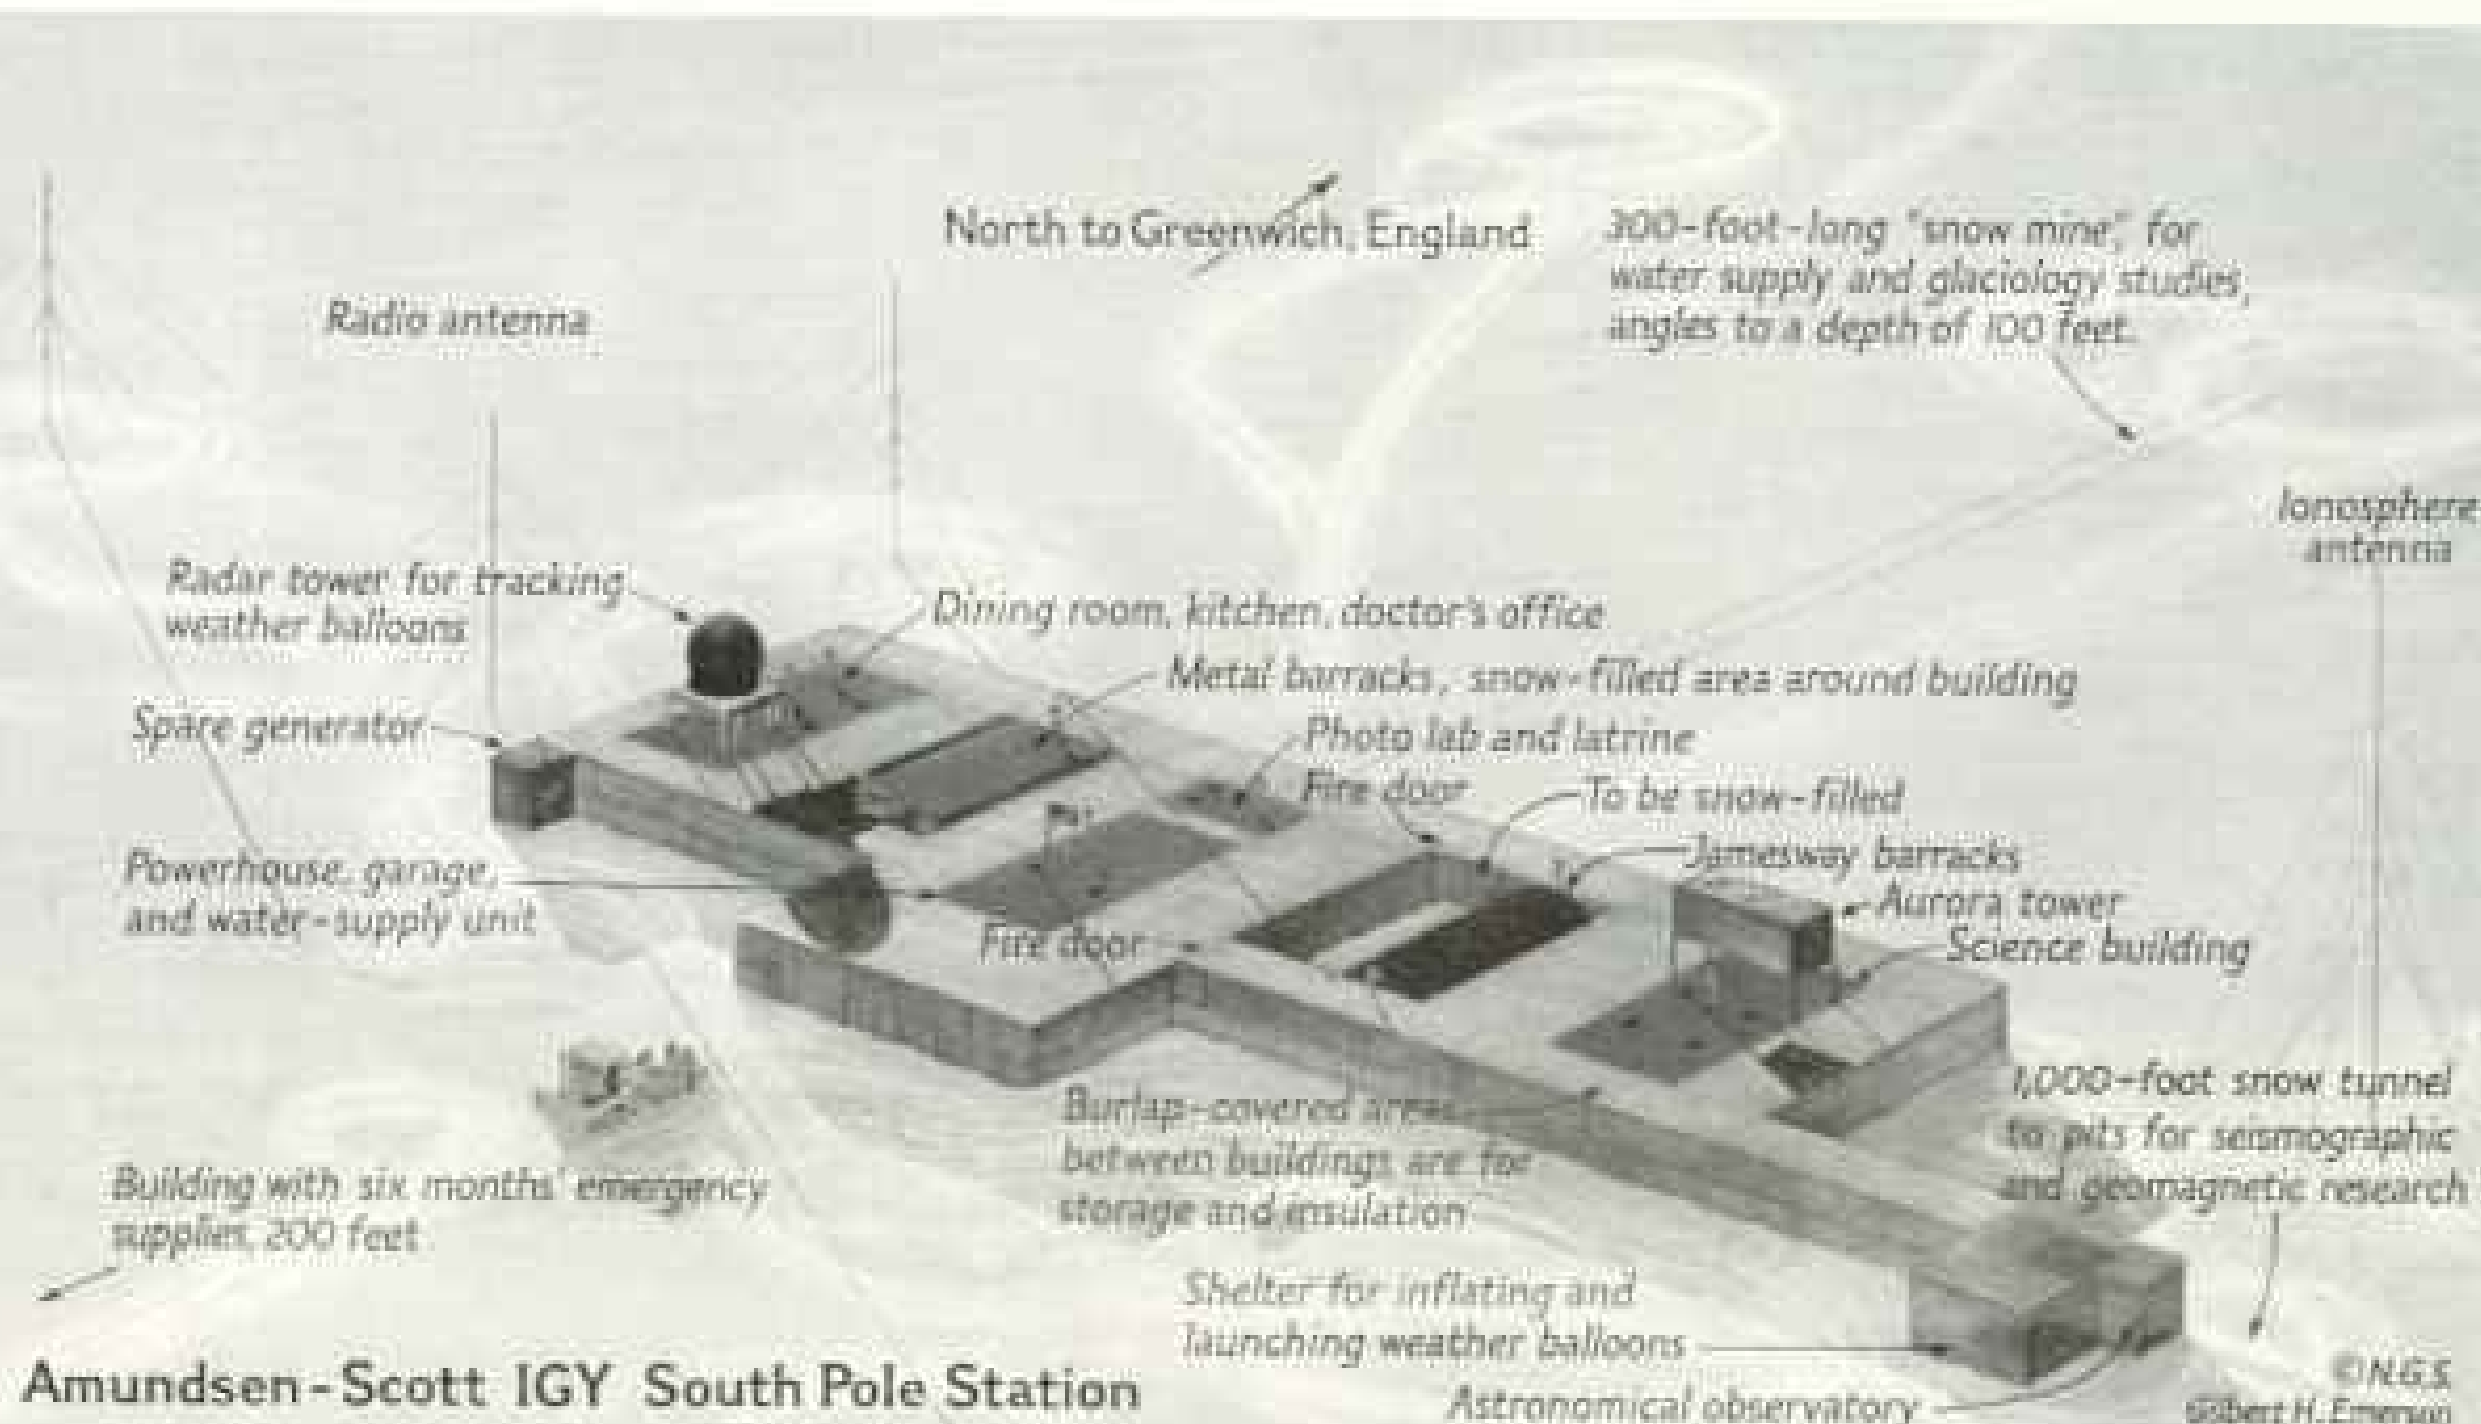 North to Greenwich, England
300-foot-long "snow mine," for
water supply and glaciology studies,
angles to a depth of 100 feet.
Radio antenna
Ionosphere
antenna
Radar tower for tracking
weather balloons
Dining room, kitchen, doctor's office
Metal barracks, snow-filled area around building
Spare generator
Photo lab and latrine
Fire door
To be snow-filled
Jamesway barracks
Powerhouse, garage,
and water-supply unit
Aurora tower
Fire door
Science building
1,000-foot snow tunnel
to pits for seismographic
and geomagnetic research
Burlap-covered areas
between buildings are for
storage and insulation
Building with six months' emergency
supplies, 200 feet
Shelter for inflating and
launching weather balloons
Astronomical observatory
Amundsen-Scott IGY South Pole Station
©N.G.S.
Gilbert H. Emerson